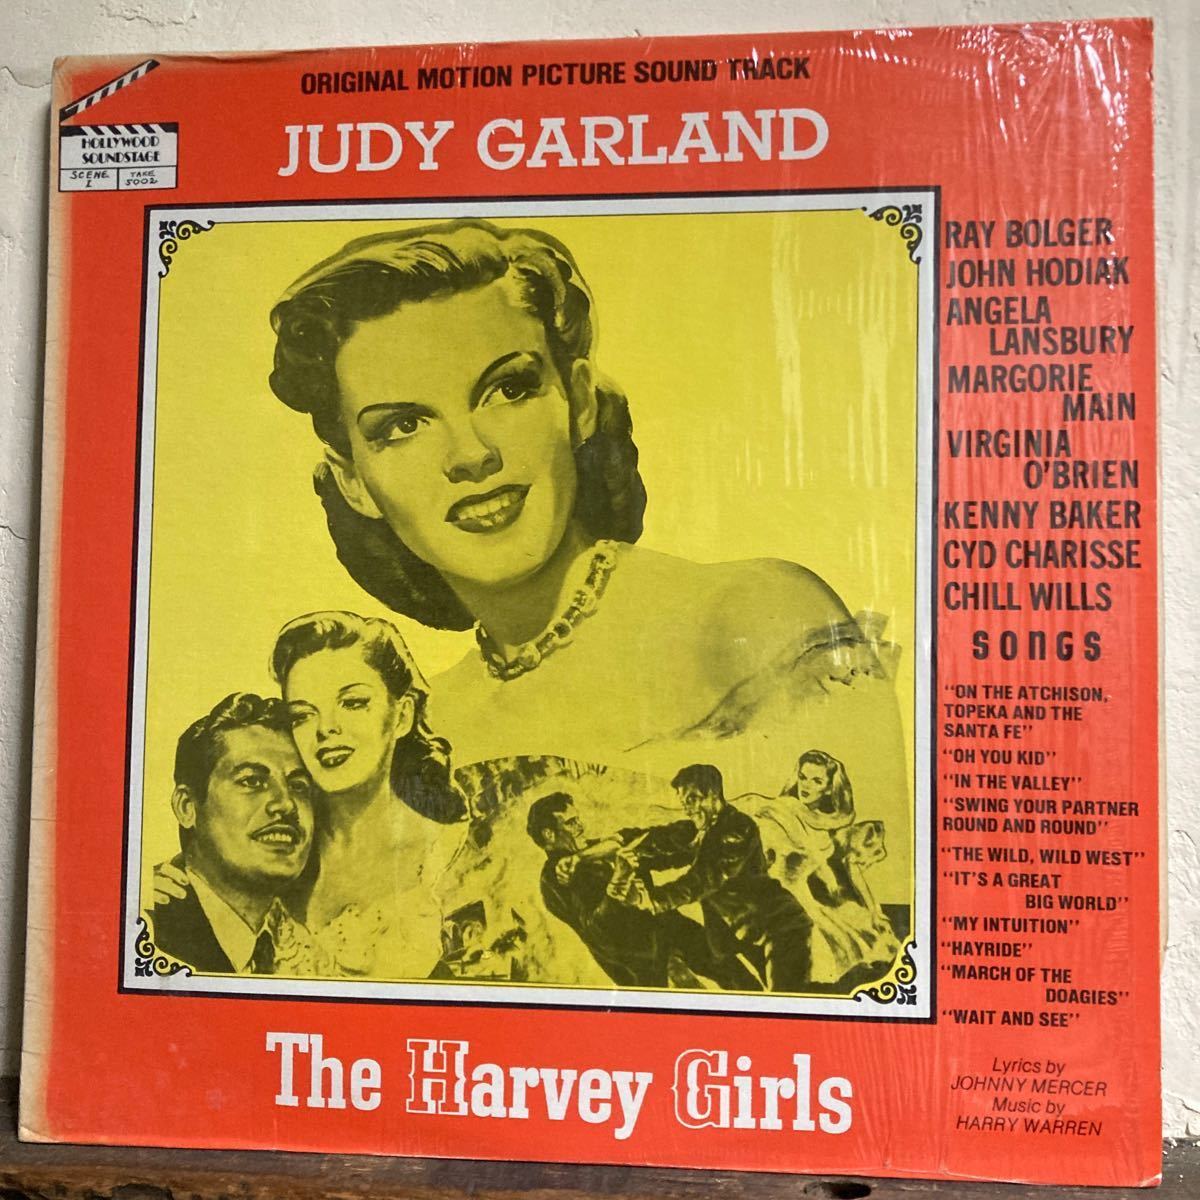 ORIGINAL MOTION PICTURE SOUND TRACK
JUDY GARLAND
HOLLYWOOD
SOUNDSTAGE
SCENE TAKE
1 5002
RAY BOLGER
JOHN HODIAK
ANGELA
LANSBURY
MARGORIE
MAIN
VIRGINIA
O'BRIEN
KENNY BAKER
CYD CHARISSE
CHILL WILLS
SONGS
"ON THE ATCHISON,
TOPEKA AND THE
SANTA FE"
"OH YOU KID"
"IN THE VALLEY"
"SWING YOUR PARTNER
ROUND AND ROUND"
"THE WILD, WILD WEST"
"IT'S A GREAT
BIG WORLD"
"MY INTUITION"
"HAYRIDE"
"MARCH OF THE
DOAGIES"
"WAIT AND SEE"
Lyrics by
JOHNNY MERCER
Music by
HARRY WARREN
The Harvey Girls